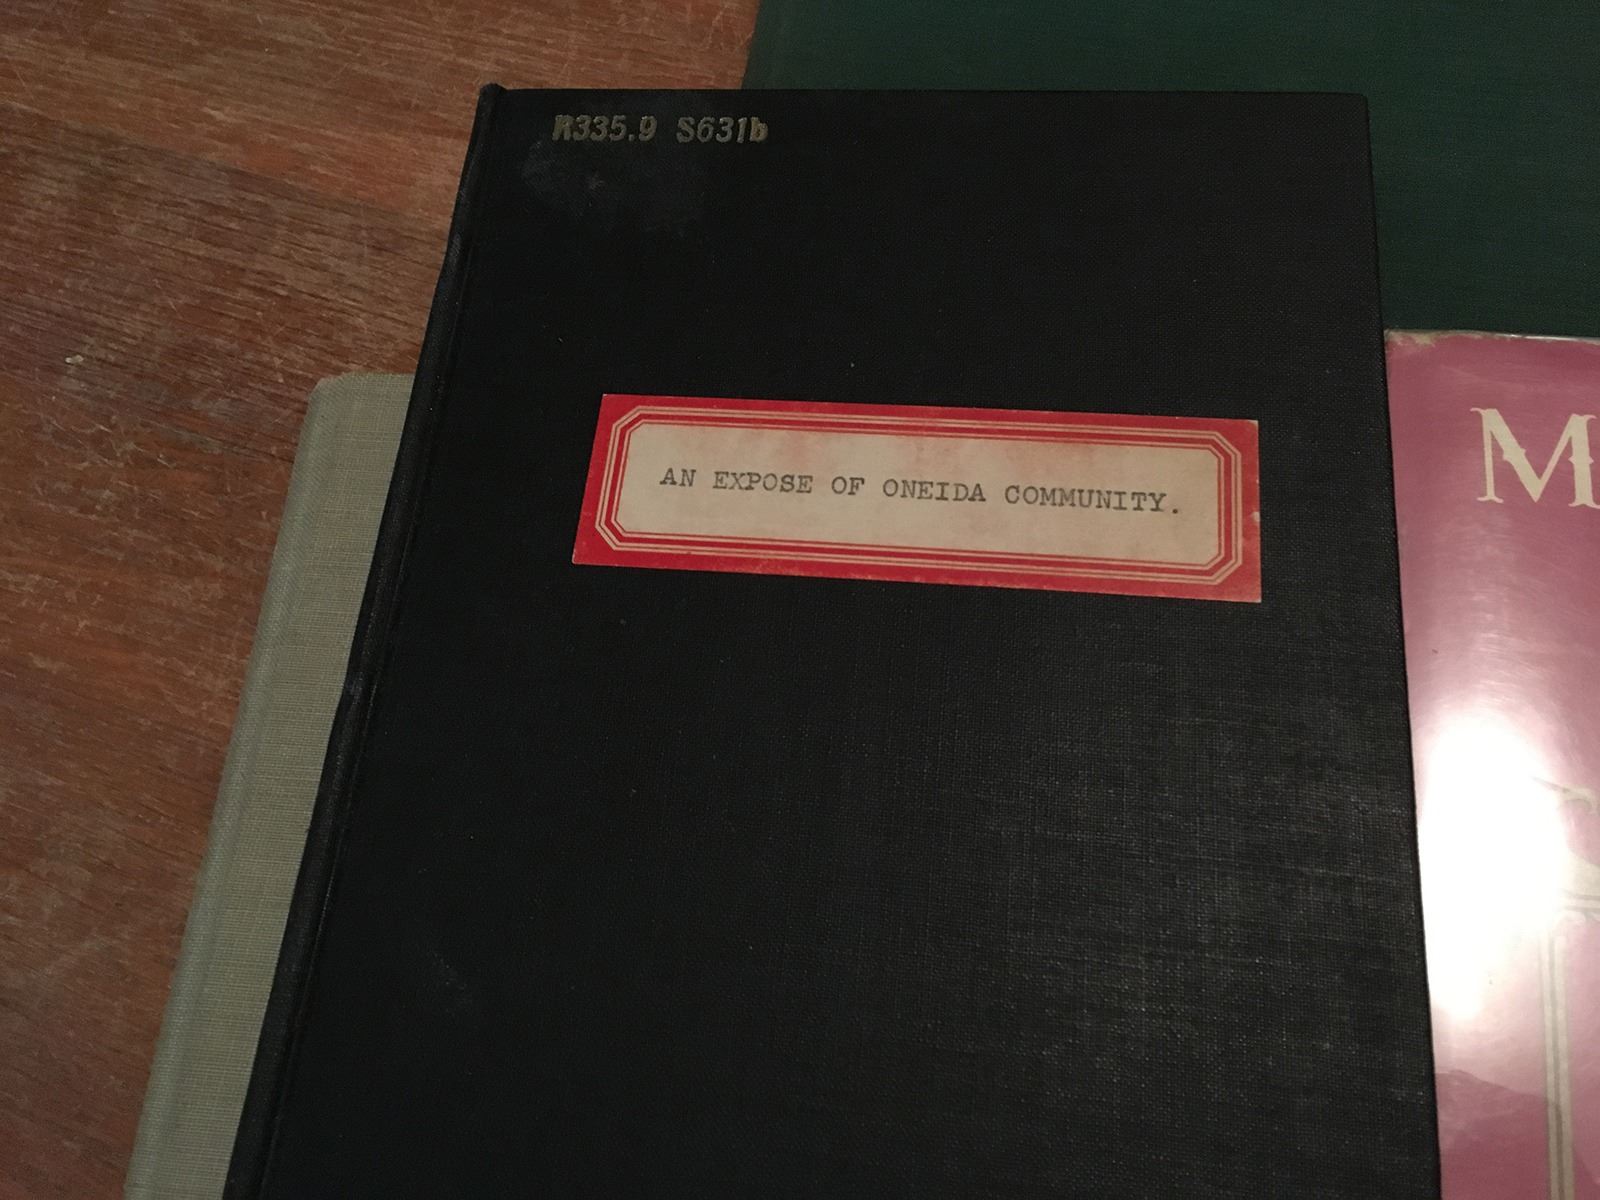 R335.9 S631b
AN EXPOSE OF ONEIDA COMMUNITY.
M